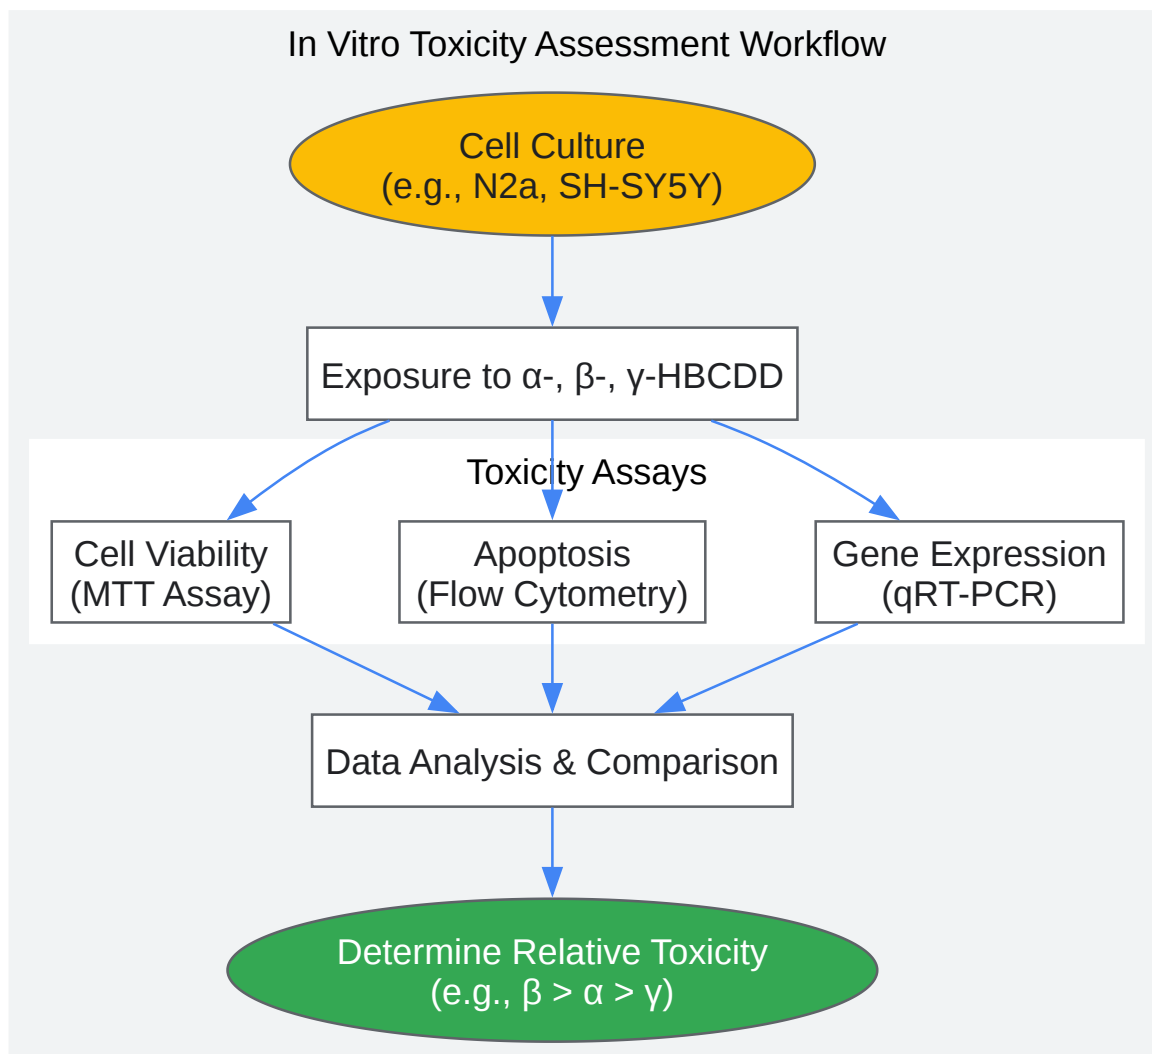 In Vitro Toxicity Assessment Workflow
Cell Culture
(e.g., N2a, SH-SY5Y)
Exposure to α-, β-, γ-HBCDD
Toxicity Assays
Cell Viability
(MTT Assay)
Apoptosis
(Flow Cytometry)
Gene Expression
(qRT-PCR)
Data Analysis & Comparison
Determine Relative Toxicity
(e.g., β > α > γ)